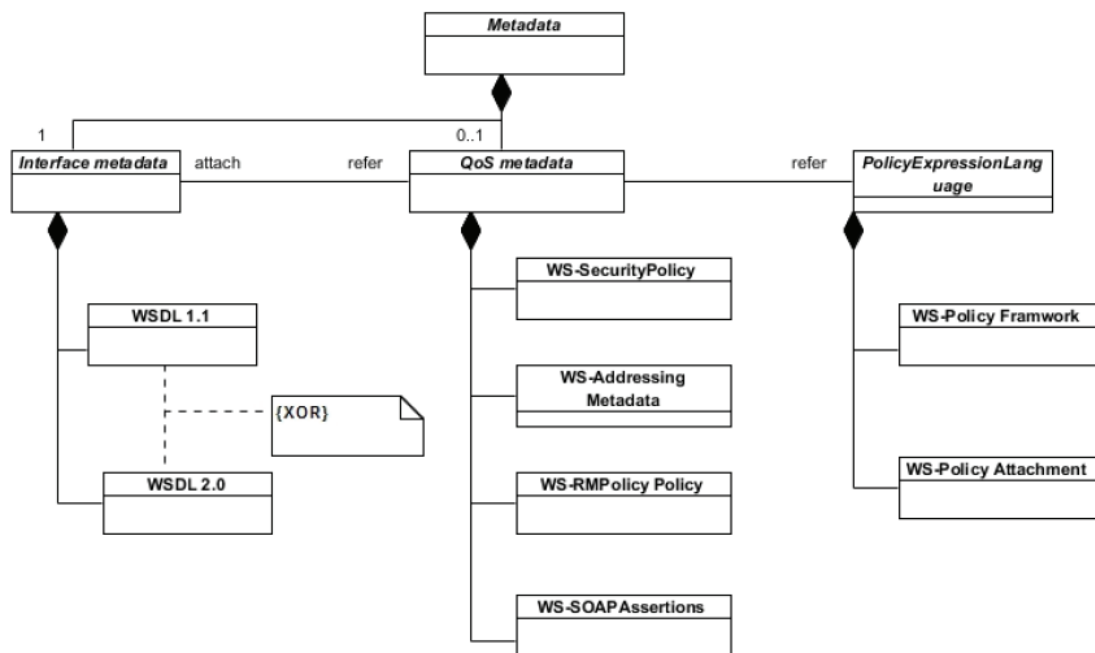 Metadata
1
0..1
Interface metadata
attach
refer
QoS metadata
refer
PolicyExpressionLang
uage
WS-SecurityPolicy
WSDL 1.1
WS-Policy Framwork
WS-Addressing
Metadata
{XOR}
WSDL 2.0
WS-RMPolicy Policy
WS-Policy Attachment
WS-SOAPAssertions